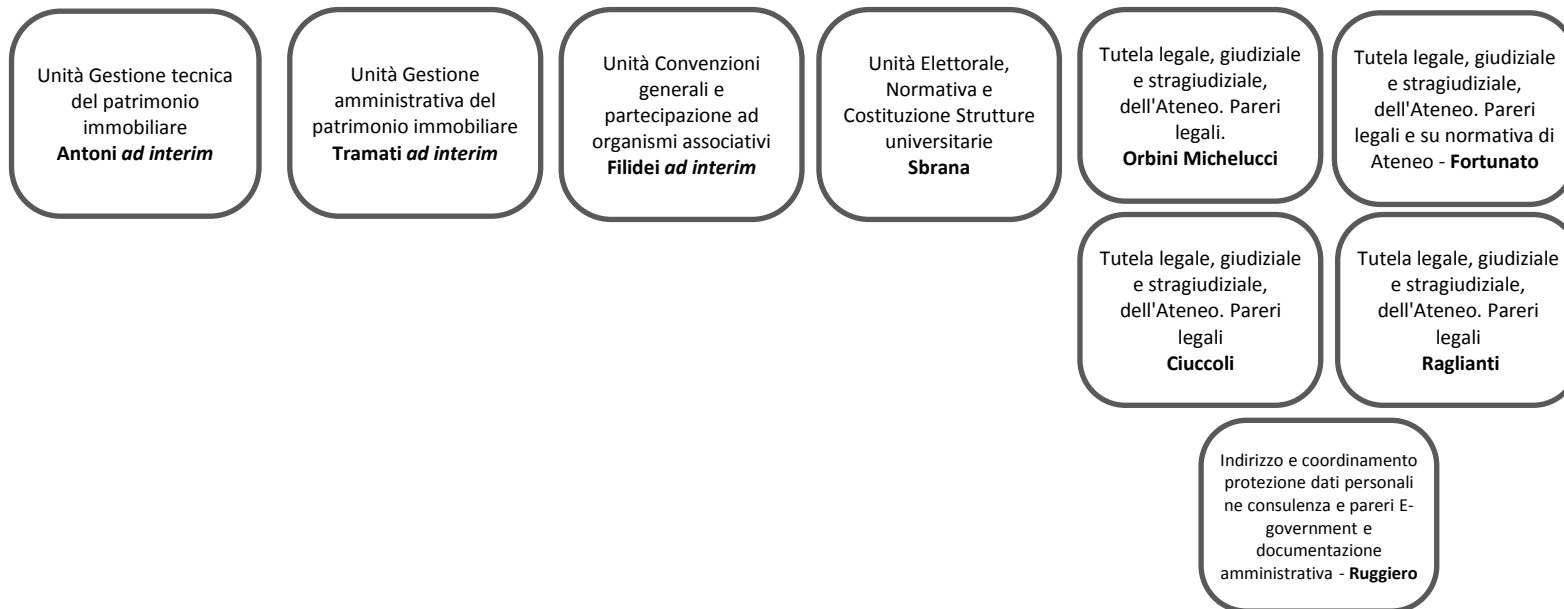 Unità Gestione tecnica
del patrimonio
immobiliare
Antoni ad interim
Unità Gestione
amministrativa del
patrimonio immobiliare
Tramati ad interim
Unità Convenzioni
generali e
partecipazione ad
organismi associativi
Filidei ad interim
Unità Elettorale,
Normativa e
Costituzione Strutture
universitarie
Sbrana
Tutela legale, giudiziale
e stragiudiziale,
dell'Ateneo. Pareri
legali.
Orbini Michelucci
Tutela legale, giudiziale
e stragiudiziale,
dell'Ateneo. Pareri
legali e su normativa di
Ateneo - Fortunato
Tutela legale, giudiziale
e stragiudiziale,
dell'Ateneo. Pareri
legali
Ciuccoli
Tutela legale, giudiziale
e stragiudiziale,
dell'Ateneo. Pareri
legali
Raglianti
Indirizzo e coordinamento
protezione dati personali
ne consulenza e pareri E-
government e
documentazione
amministrativa - Ruggiero